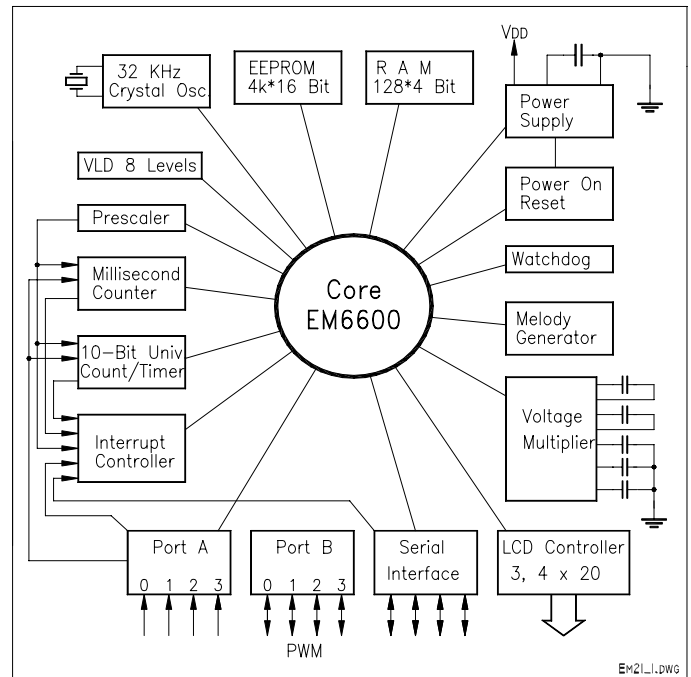 32 KHz
Crystal Osc.
EEPROM
4k*16 Bit
R A M
128*4 Bit
VDD
Power
Supply
VLD 8 Levels
Power On
Reset
Prescaler
Millisecond
Counter
Core
EM6600
Watchdog
Melody
Generator
10-Bit Univ
Count/Timer
Voltage
Multiplier
Interrupt
Controller
Port A
0 1 2 3
Port B
0 1 2 3
PWM
Serial
Interface
LCD Controller
3, 4 x 20
EM21_1.DWG